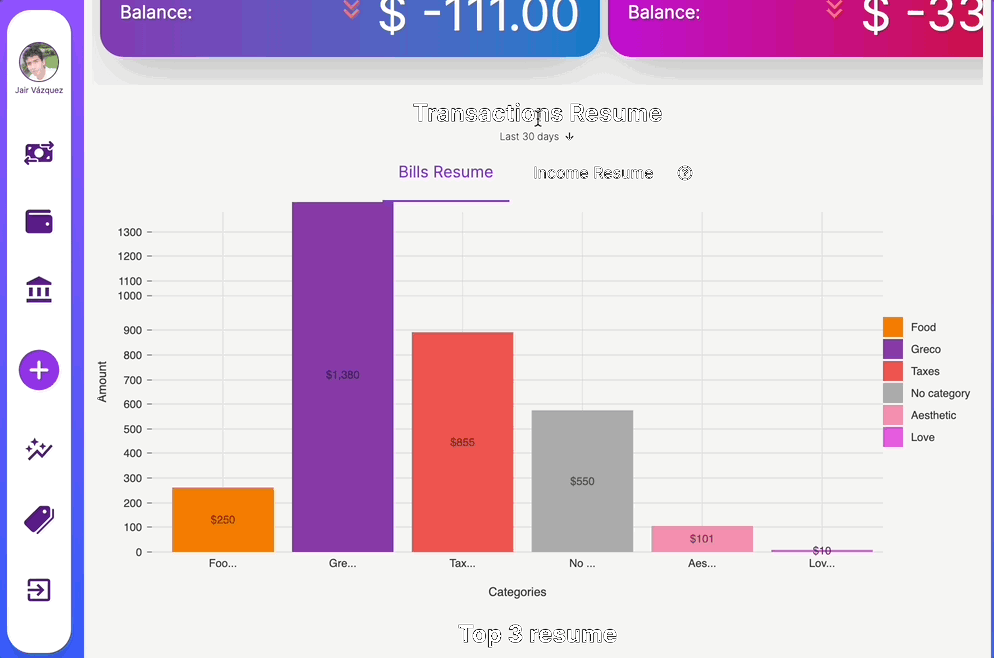 Balance:
$ -111.00
Balance:
$ -33
Jair Vázquez
Transactions Resume
Last 30 days
Bills Resume
Income Resume
?
1300
1200
1100
1000
900
800
700
600
500
400
300
200
100
0
Amount
$250
$1,380
$855
$550
$101
$10
Foo...
Gre...
Tax...
No ...
Aes...
Lov...
Categories
Food
Greco
Taxes
No category
Aesthetic
Love
Top 3 resume